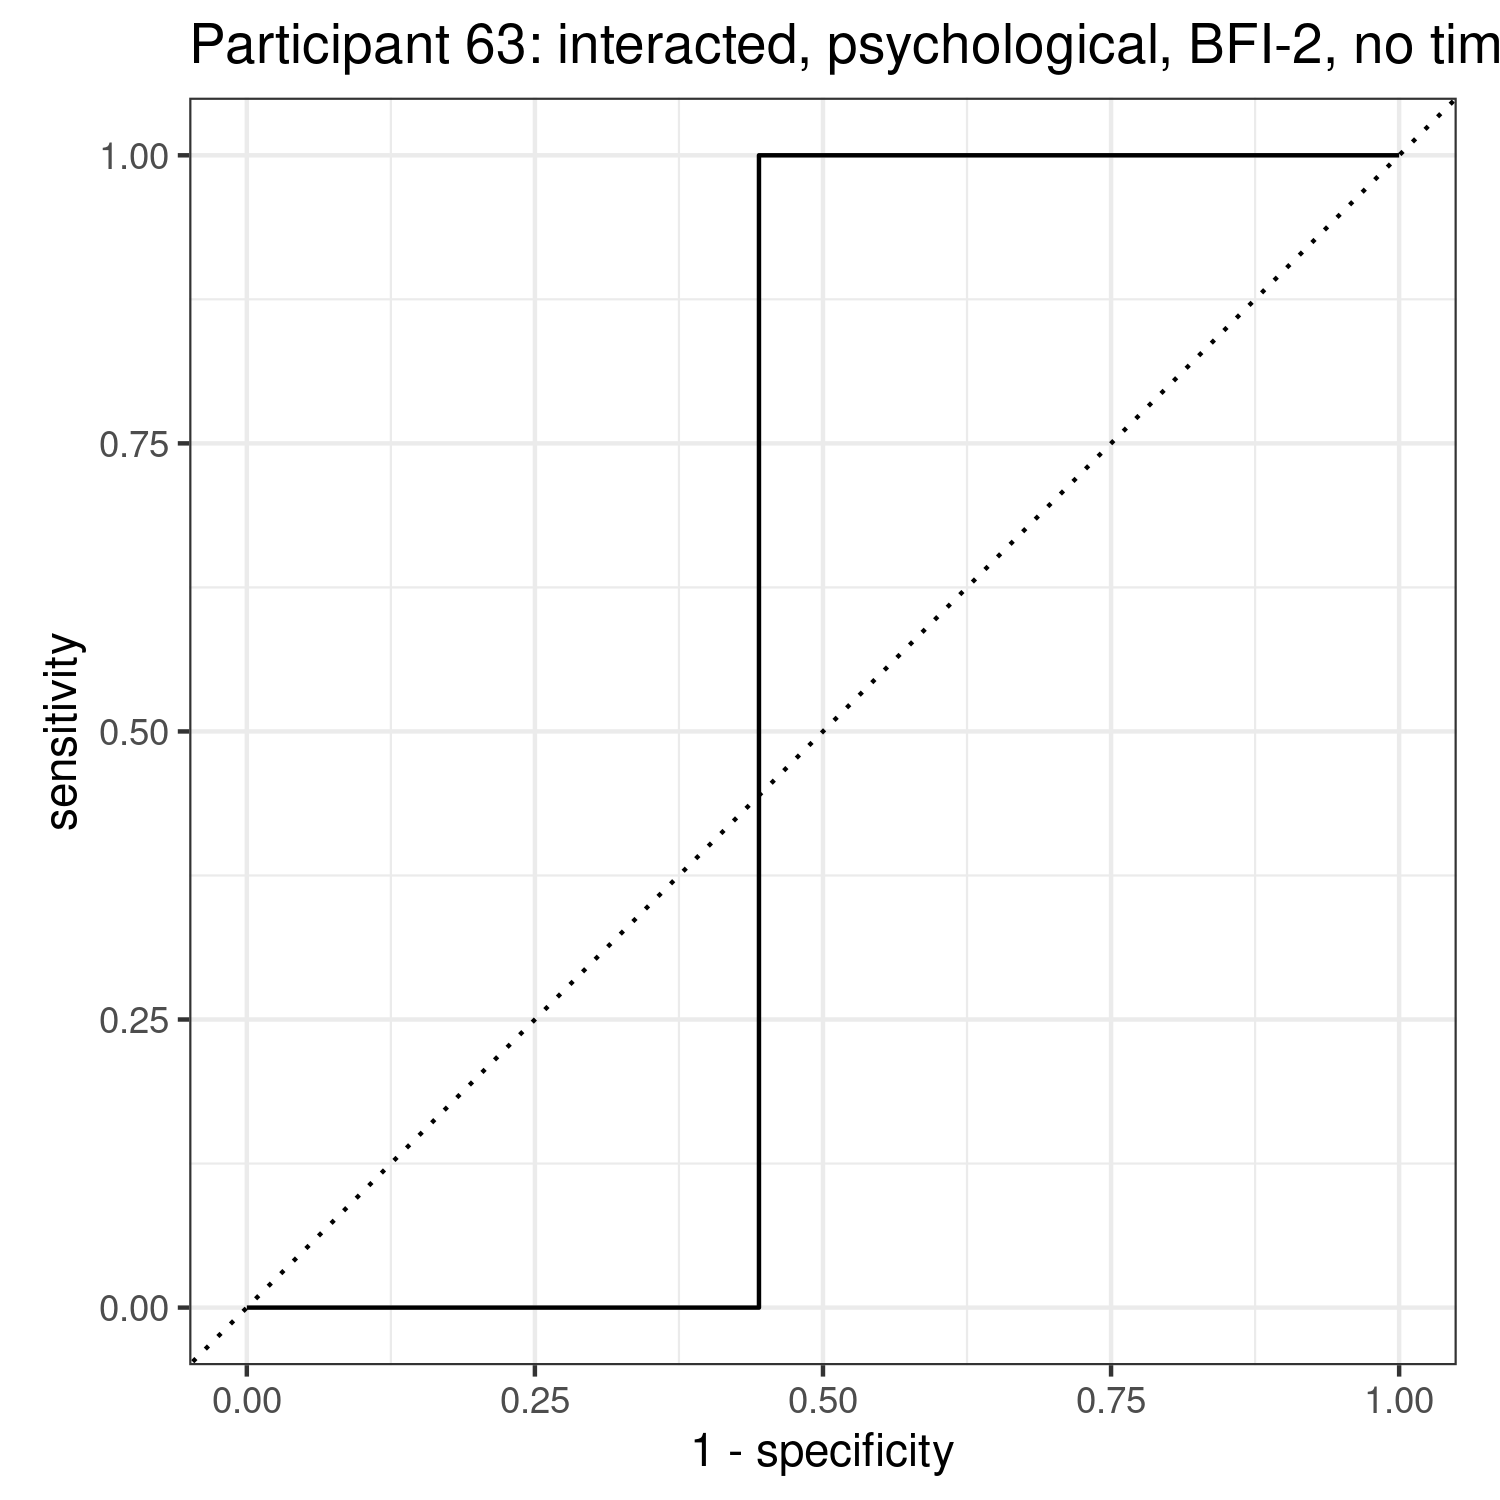 Participant 63: interacted, psychological, BFI-2, no tim
1.00
0.75
0.50
0.25
0.00
sensitivity
0.00 0.25 0.50 0.75 1.00
1 - specificity